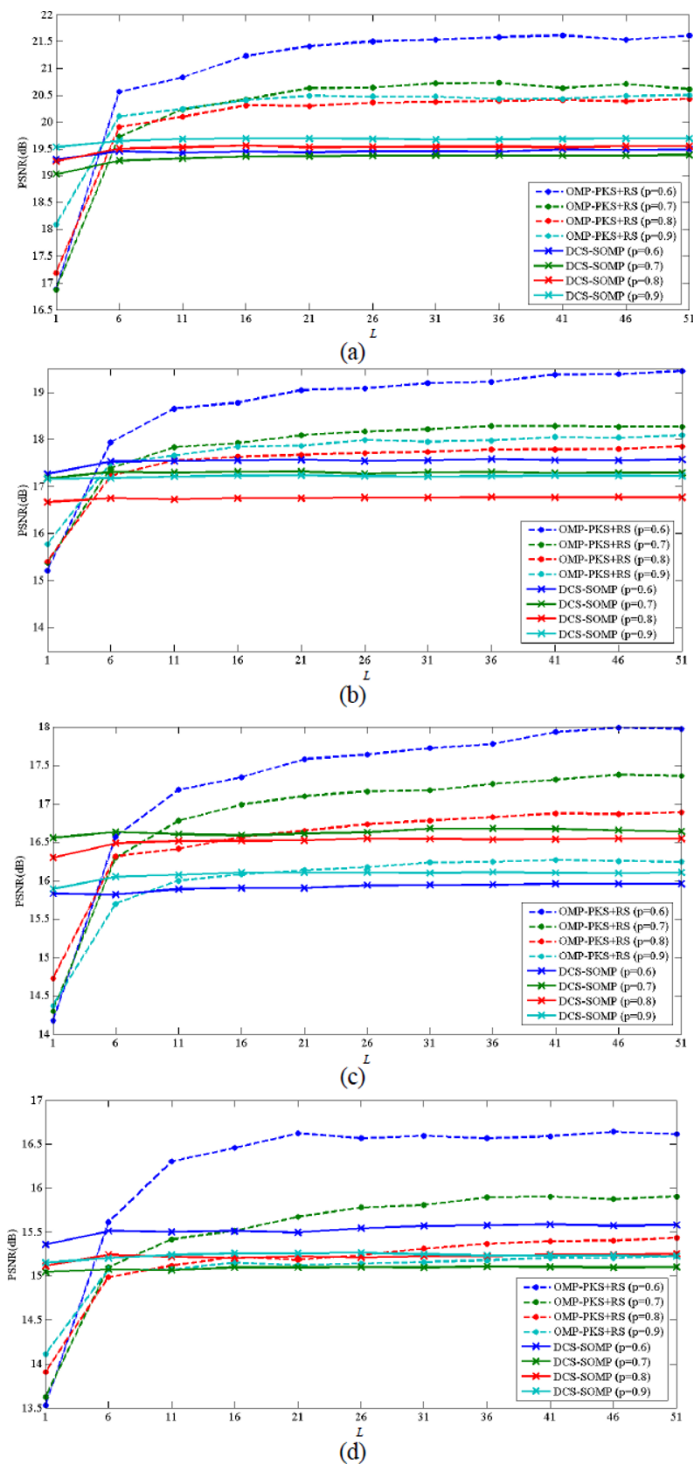 22
21.5
21
20.5
20
19.5
19
18.5
18
17.5
17
16.5
PSNR(dB)
OMP-PKS+RS (p=0.6)
OMP-PKS+RS (p=0.7)
OMP-PKS+RS (p=0.8)
OMP-PKS+RS (p=0.9)
DCS-SOMP (p=0.6)
DCS-SOMP (p=0.7)
DCS-SOMP (p=0.8)
DCS-SOMP (p=0.9)
1 6 11 16 21 26 31 36 41 46 51
L
(a)
19
18
17
16
15
14
PSNR(dB)
OMP-PKS+RS (p=0.6)
OMP-PKS+RS (p=0.7)
OMP-PKS+RS (p=0.8)
OMP-PKS+RS (p=0.9)
DCS-SOMP (p=0.6)
DCS-SOMP (p=0.7)
DCS-SOMP (p=0.8)
DCS-SOMP (p=0.9)
1 6 11 16 21 26 31 36 41 46 51
L
(b)
18
17.5
17
16.5
16
15.5
15
14.5
14
PSNR(dB)
OMP-PKS+RS (p=0.6)
OMP-PKS+RS (p=0.7)
OMP-PKS+RS (p=0.8)
OMP-PKS+RS (p=0.9)
DCS-SOMP (p=0.6)
DCS-SOMP (p=0.7)
DCS-SOMP (p=0.8)
DCS-SOMP (p=0.9)
1 6 11 16 21 26 31 36 41 46 51
L
(c)
17
16.5
16
15.5
15
14.5
14
13.5
PSNR(dB)
OMP-PKS+RS (p=0.6)
OMP-PKS+RS (p=0.7)
OMP-PKS+RS (p=0.8)
OMP-PKS+RS (p=0.9)
DCS-SOMP (p=0.6)
DCS-SOMP (p=0.7)
DCS-SOMP (p=0.8)
DCS-SOMP (p=0.9)
1 6 11 16 21 26 31 36 41 46 51
L
(d)